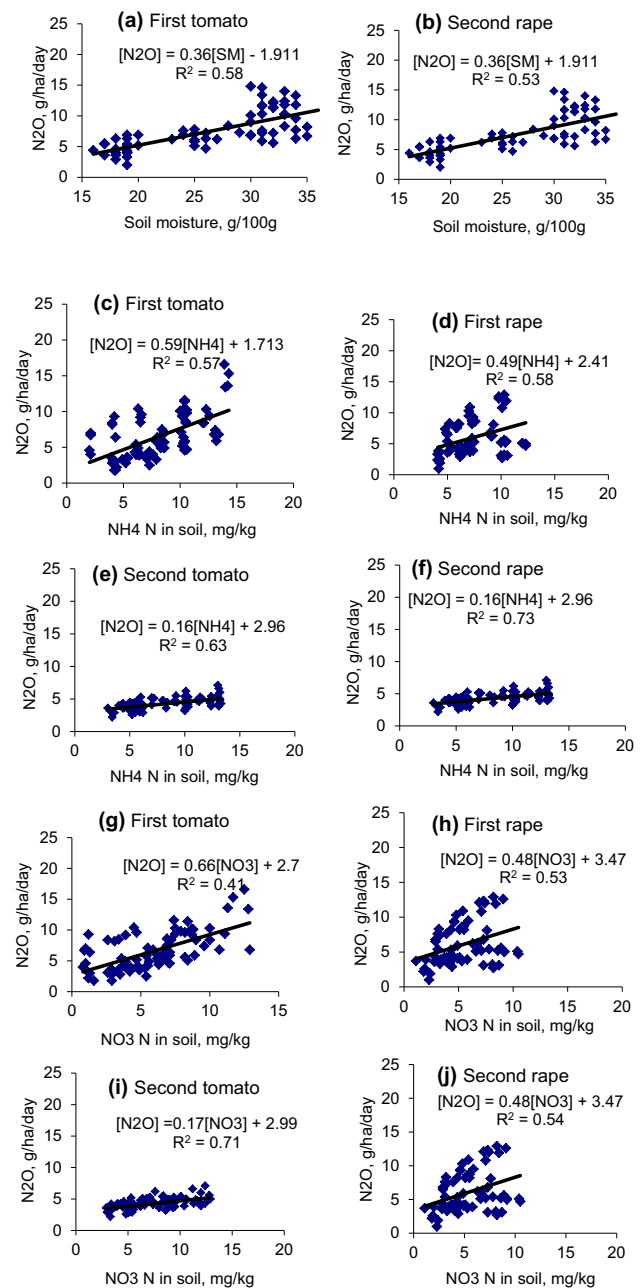 (a) First tomato
[N2O] = 0.36[SM] - 1.911
R² = 0.58
N2O, g/ha/day
25
20
15
10
5
0
15 20 25 30 35
Soil moisture, g/100g
(b) Second rape
[N2O] = 0.36[SM] + 1.911
R² = 0.53
N2O, g/ha/day
25
20
15
10
5
0
15 20 25 30 35
Soil moisture, g/100g
(c) First tomato
[N2O] = 0.59[NH4] + 1.713
R² = 0.57
N2O, g/ha/day
25
20
15
10
5
0
0 5 10 15 20
NH4 N in soil, mg/kg
(d) First rape
[N2O]= 0.49[NH4] + 2.41
R² = 0.58
N2O, g/ha/day
25
20
15
10
5
0
0 5 10 15 20
NH4 N in soil, mg/kg
(e) Second tomato
[N2O] = 0.16[NH4] + 2.96
R² = 0.63
N2O, g/ha/day
25
20
15
10
5
0
0 5 10 15 20
NH4 N in soil, mg/kg
(f) Second rape
[N2O] = 0.16[NH4] + 2.96
R² = 0.73
N2O, g/ha/day
25
20
15
10
5
0
0 5 10 15 20
NH4 N in soil, mg/kg
(g) First tomato
[N2O] = 0.66[NO3] + 2.7
R² = 0.41
N2O, g/ha/day
25
20
15
10
5
0
0 5 10 15
NO3 N in soil, mg/kg
(h) First rape
[N2O] = 0.48[NO3] + 3.47
R² = 0.53
N2O, g/ha/day
25
20
15
10
5
0
0 5 10 15
NO3 N in soil, mg/kg
(i) Second tomato
[N2O] =0.17[NO3] + 2.99
R² = 0.71
N2O, g/ha/day
25
20
15
10
5
0
0 5 10 15 20
NO3 N in soil, mg/kg
(j) Second rape
[N2O] = 0.48[NO3] + 3.47
R² = 0.54
N2O, g/ha/day
25
20
15
10
5
0
0 5 10 15 20
NO3 N in soil, mg/kg